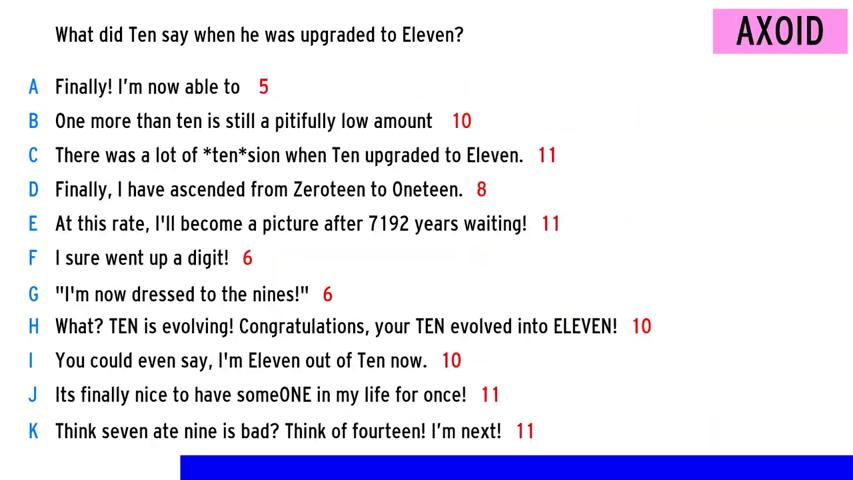 What did Ten say when he was upgraded to Eleven?
AXOID
A Finally! I'm now able to 5
B One more than ten is still a pitifully low amount 10
C There was a lot of *ten*sion when Ten upgraded to Eleven. 11
D Finally, I have ascended from Zeroteen to Oneteen. 8
E At this rate, I'll become a picture after 7192 years waiting! 11
F I sure went up a digit! 6
G "I'm now dressed to the nines!" 6
H What? TEN is evolving! Congratulations, your TEN evolved into ELEVEN! 10
I You could even say, I'm Eleven out of Ten now. 10
J Its finally nice to have someONE in my life for once! 11
K Think seven ate nine is bad? Think of fourteen! I'm next! 11